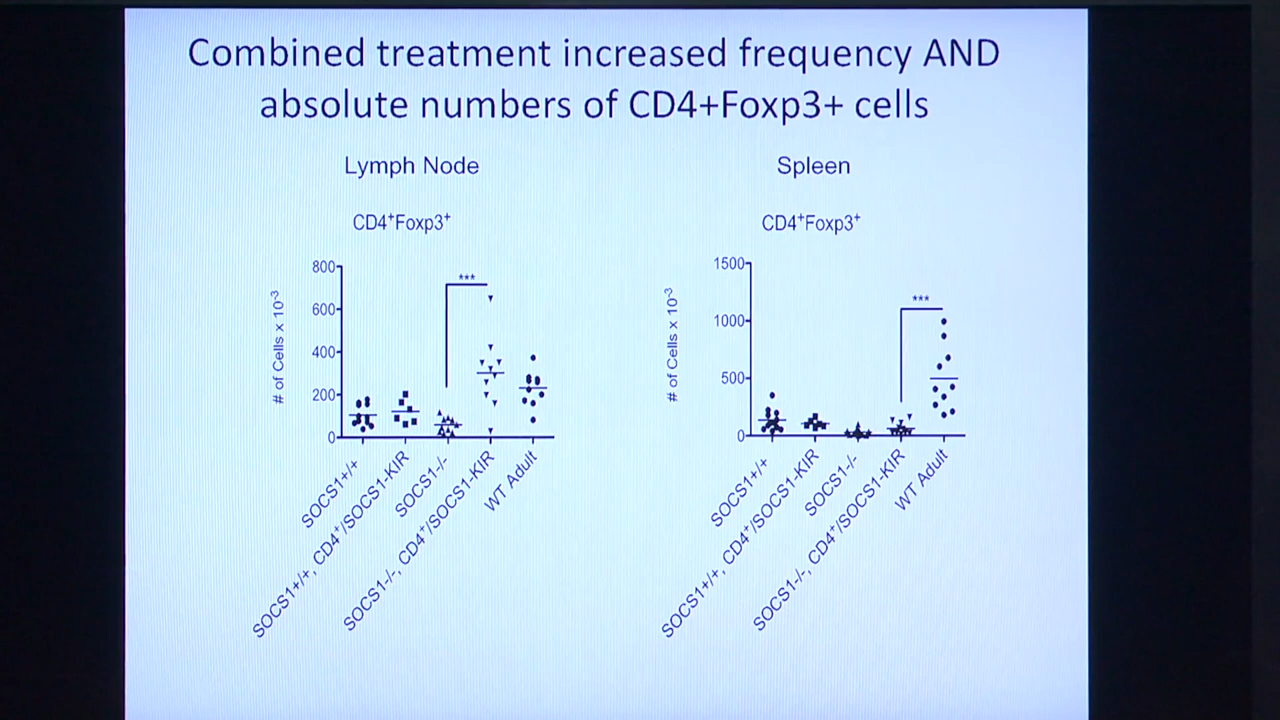 Combined treatment increased frequency AND
absolute numbers of CD4+Foxp3+ cells
Lymph Node
CD4⁺Foxp3⁺
# of Cells x 10⁻³
800
600
400
200
0
***
SOCS1+/+
SOCS1+/+, CD4⁺/SOCS1-KIR
SOCS1-/-
SOCS1-/-, CD4⁺/SOCS1-KIR
WT Adult
Spleen
CD4⁺Foxp3⁺
# of Cells x 10⁻³
1500
1000
500
0
***
SOCS1+/+
SOCS1+/+, CD4⁺/SOCS1-KIR
SOCS1-/-
SOCS1-/-, CD4⁺/SOCS1-KIR
WT Adult